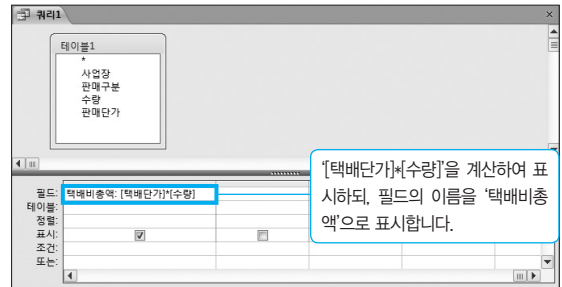 쿼리1
테이블1
*
사업장
판매구분
수량
판매단가
필드: 택배비총액: [택배단가]*[수량]
테이블:
정렬:
표시:
조건:
또는:
'[택배단가]*[수량]'을 계산하여 표
시하되, 필드의 이름을 '택배비총
액'으로 표시합니다.